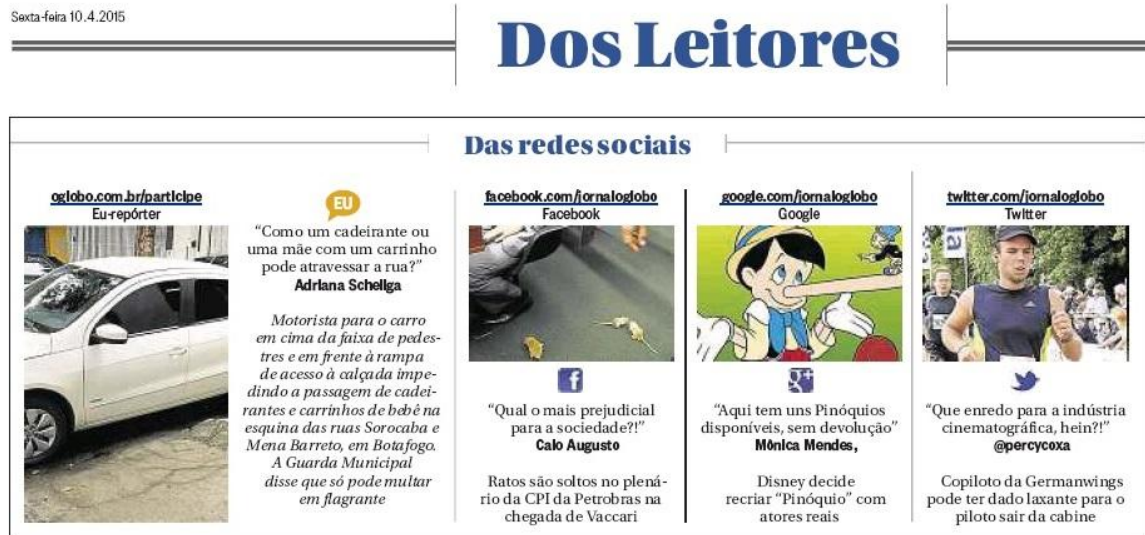 Sexta-feira 10.4.2015
Dos Leitores
Das redes sociais
oglobo.com.br/participe
Eu-repórter
EU
“Como um cadeirante ou
uma mãe com um carrinho
pode atravessar a rua?”
Adriana Schellga
Motorista para o carro
em cima da faixa de pedes-
tres e em frente à rampa
de acesso à calçada impe-
dindo a passagem de cadei-
rantes e carrinhos de bebê na
esquina das ruas Sorocaba e
Mena Barreto, em Botafogo.
A Guarda Municipal
disse que só pode multar
em flagrante
facebook.com/jornaloglobo
Facebook
f
“Qual o mais prejudicial
para a sociedade?!”
Caio Augusto
Ratos são soltos no plená-
rio da CPI da Petrobras na
chegada de Vaccari
google.com/jornaloglobo
Google
g+
“Aqui tem uns Pinóquios
disponíveis, sem devolução”
Mônica Mendes,
Disney decide
recriar “Pinóquio” com
atores reais
twitter.com/jornaloglobo
Twitter
“Que enredo para a indústria
cinematográfica, hein?!”
@percycoxa
Copiloto da Germanwings
pode ter dado laxante para o
piloto sair da cabine